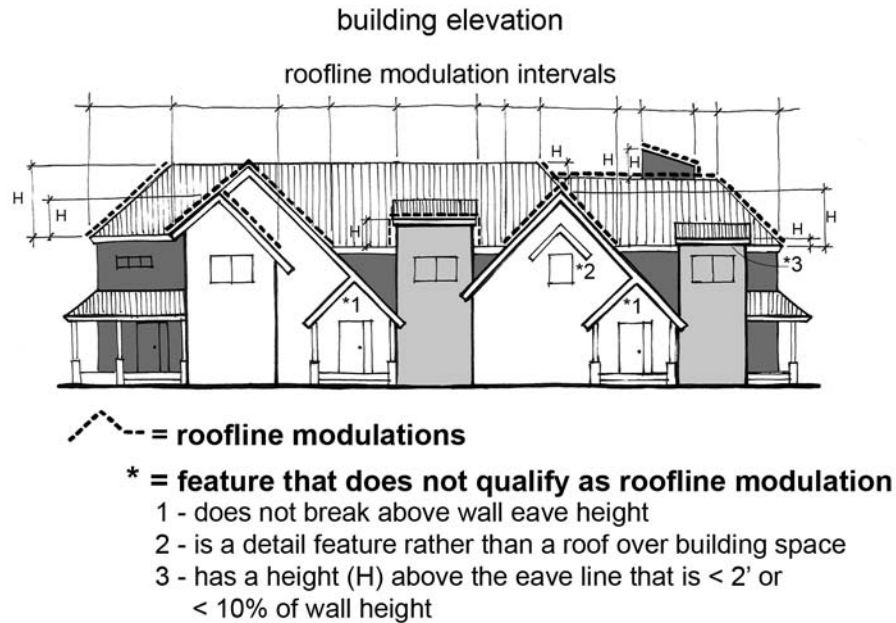 building elevation
roofline modulation intervals
H
H
H
H
H
H
H
H
H
*1
*2
*1
*3
= roofline modulations
* = feature that does not qualify as roofline modulation
1 - does not break above wall eave height
2 - is a detail feature rather than a roof over building space
3 - has a height (H) above the eave line that is < 2' or
< 10% of wall height